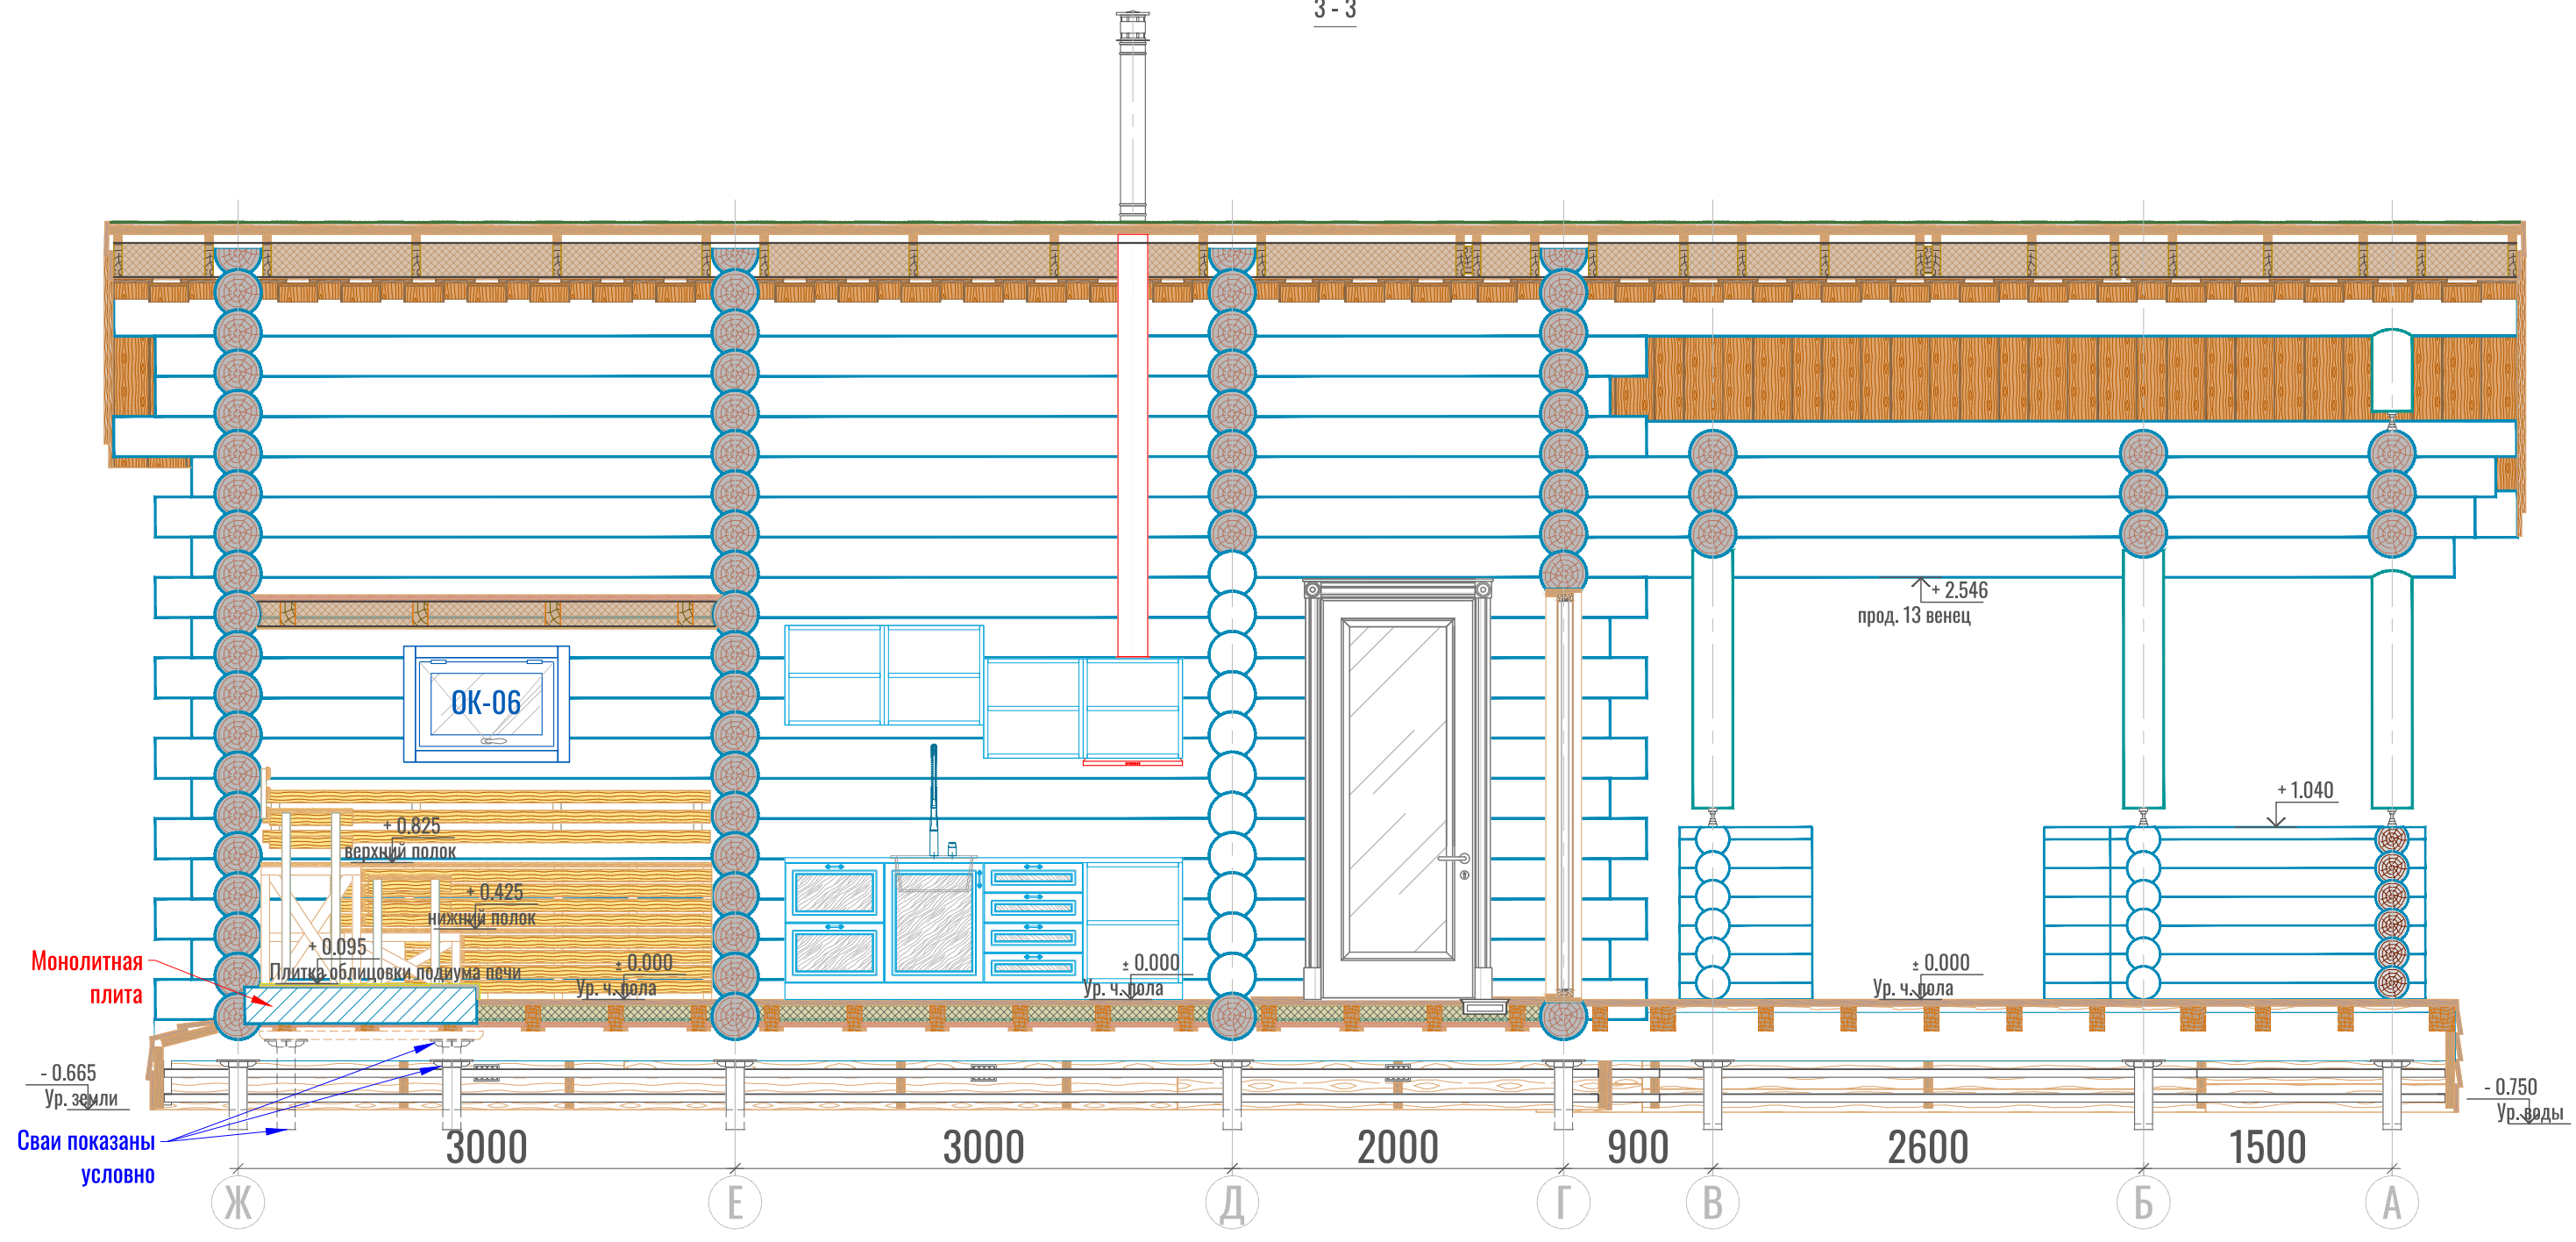 3 - 3
+ 2.546
прод. 13 венец
ОК-06
+ 1.040
+ 0.825
верхний полок
+ 0.425
нижний полок
+ 0.095
Плитка облицовки подиума печи
± 0.000
Ур. ч. пола
± 0.000
Ур. ч. пола
± 0.000
Ур. ч. пола
Монолитная
плита
- 0.665
Ур. земли
- 0.750
Ур. воды
Сваи показаны
условно
3000
3000
2000
900
2600
1500
Ж
Е
Д
Г
В
Б
А